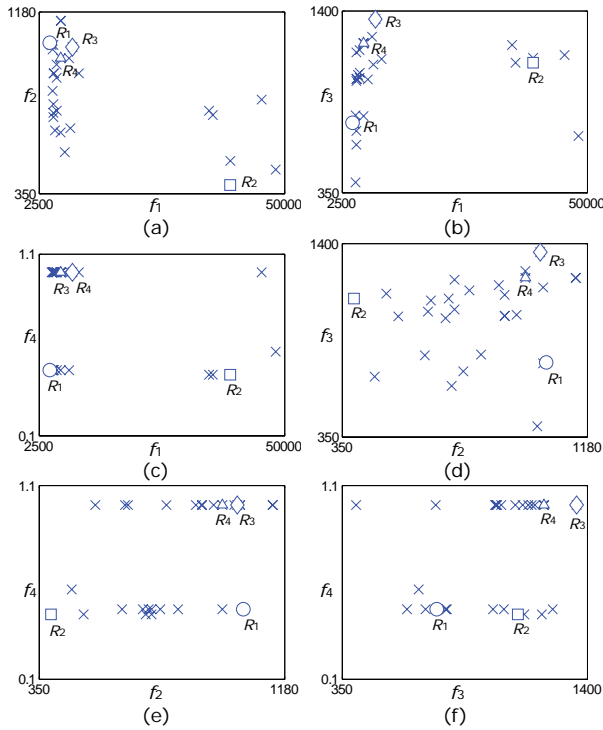 1180
R1
R3
R4
f2
R2
350
2500
f1
50000
(a)
1400
R3
R4
f3
R2
R1
350
2500
f1
50000
(b)
1.1
R3
R4
f4
R1
R2
0.1
2500
f1
50000
(c)
1400
R3
R4
R2
f3
R1
350
350
f2
1180
(d)
1.1
R4
R3
f4
R2
R1
0.1
350
f2
1180
(e)
1.1
R4
R3
f4
R1
R2
0.1
350
f3
1400
(f)